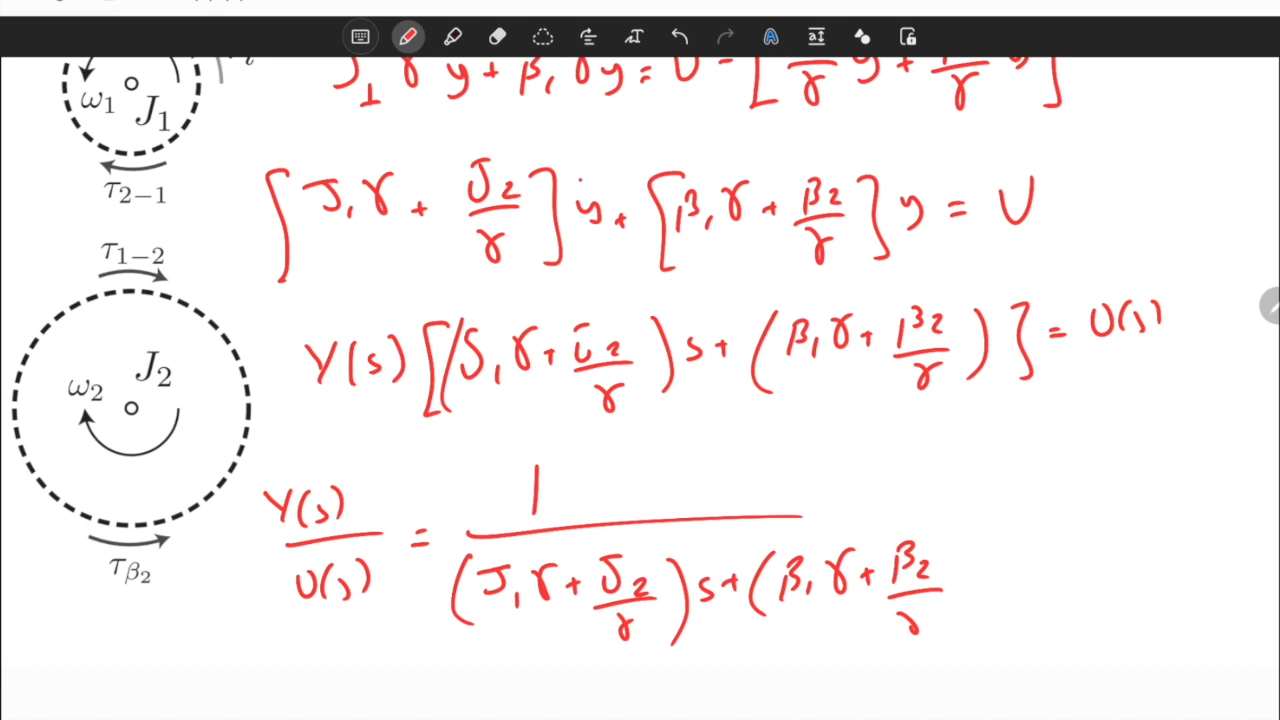 ω₁ J₁
τ₂₋₁
[J₁γ + J₂/γ] ẏ + [β₁γ + β₂/γ] y = U
τ₁₋₂
Y(s) [(J₁γ + J₂/γ) s + (β₁γ + β₂/γ)] = U(s)
ω₂ J₂
Y(s)/U(s) = 1/((J₁γ + J₂/γ) s + (β₁γ + β₂/γ
τβ₂